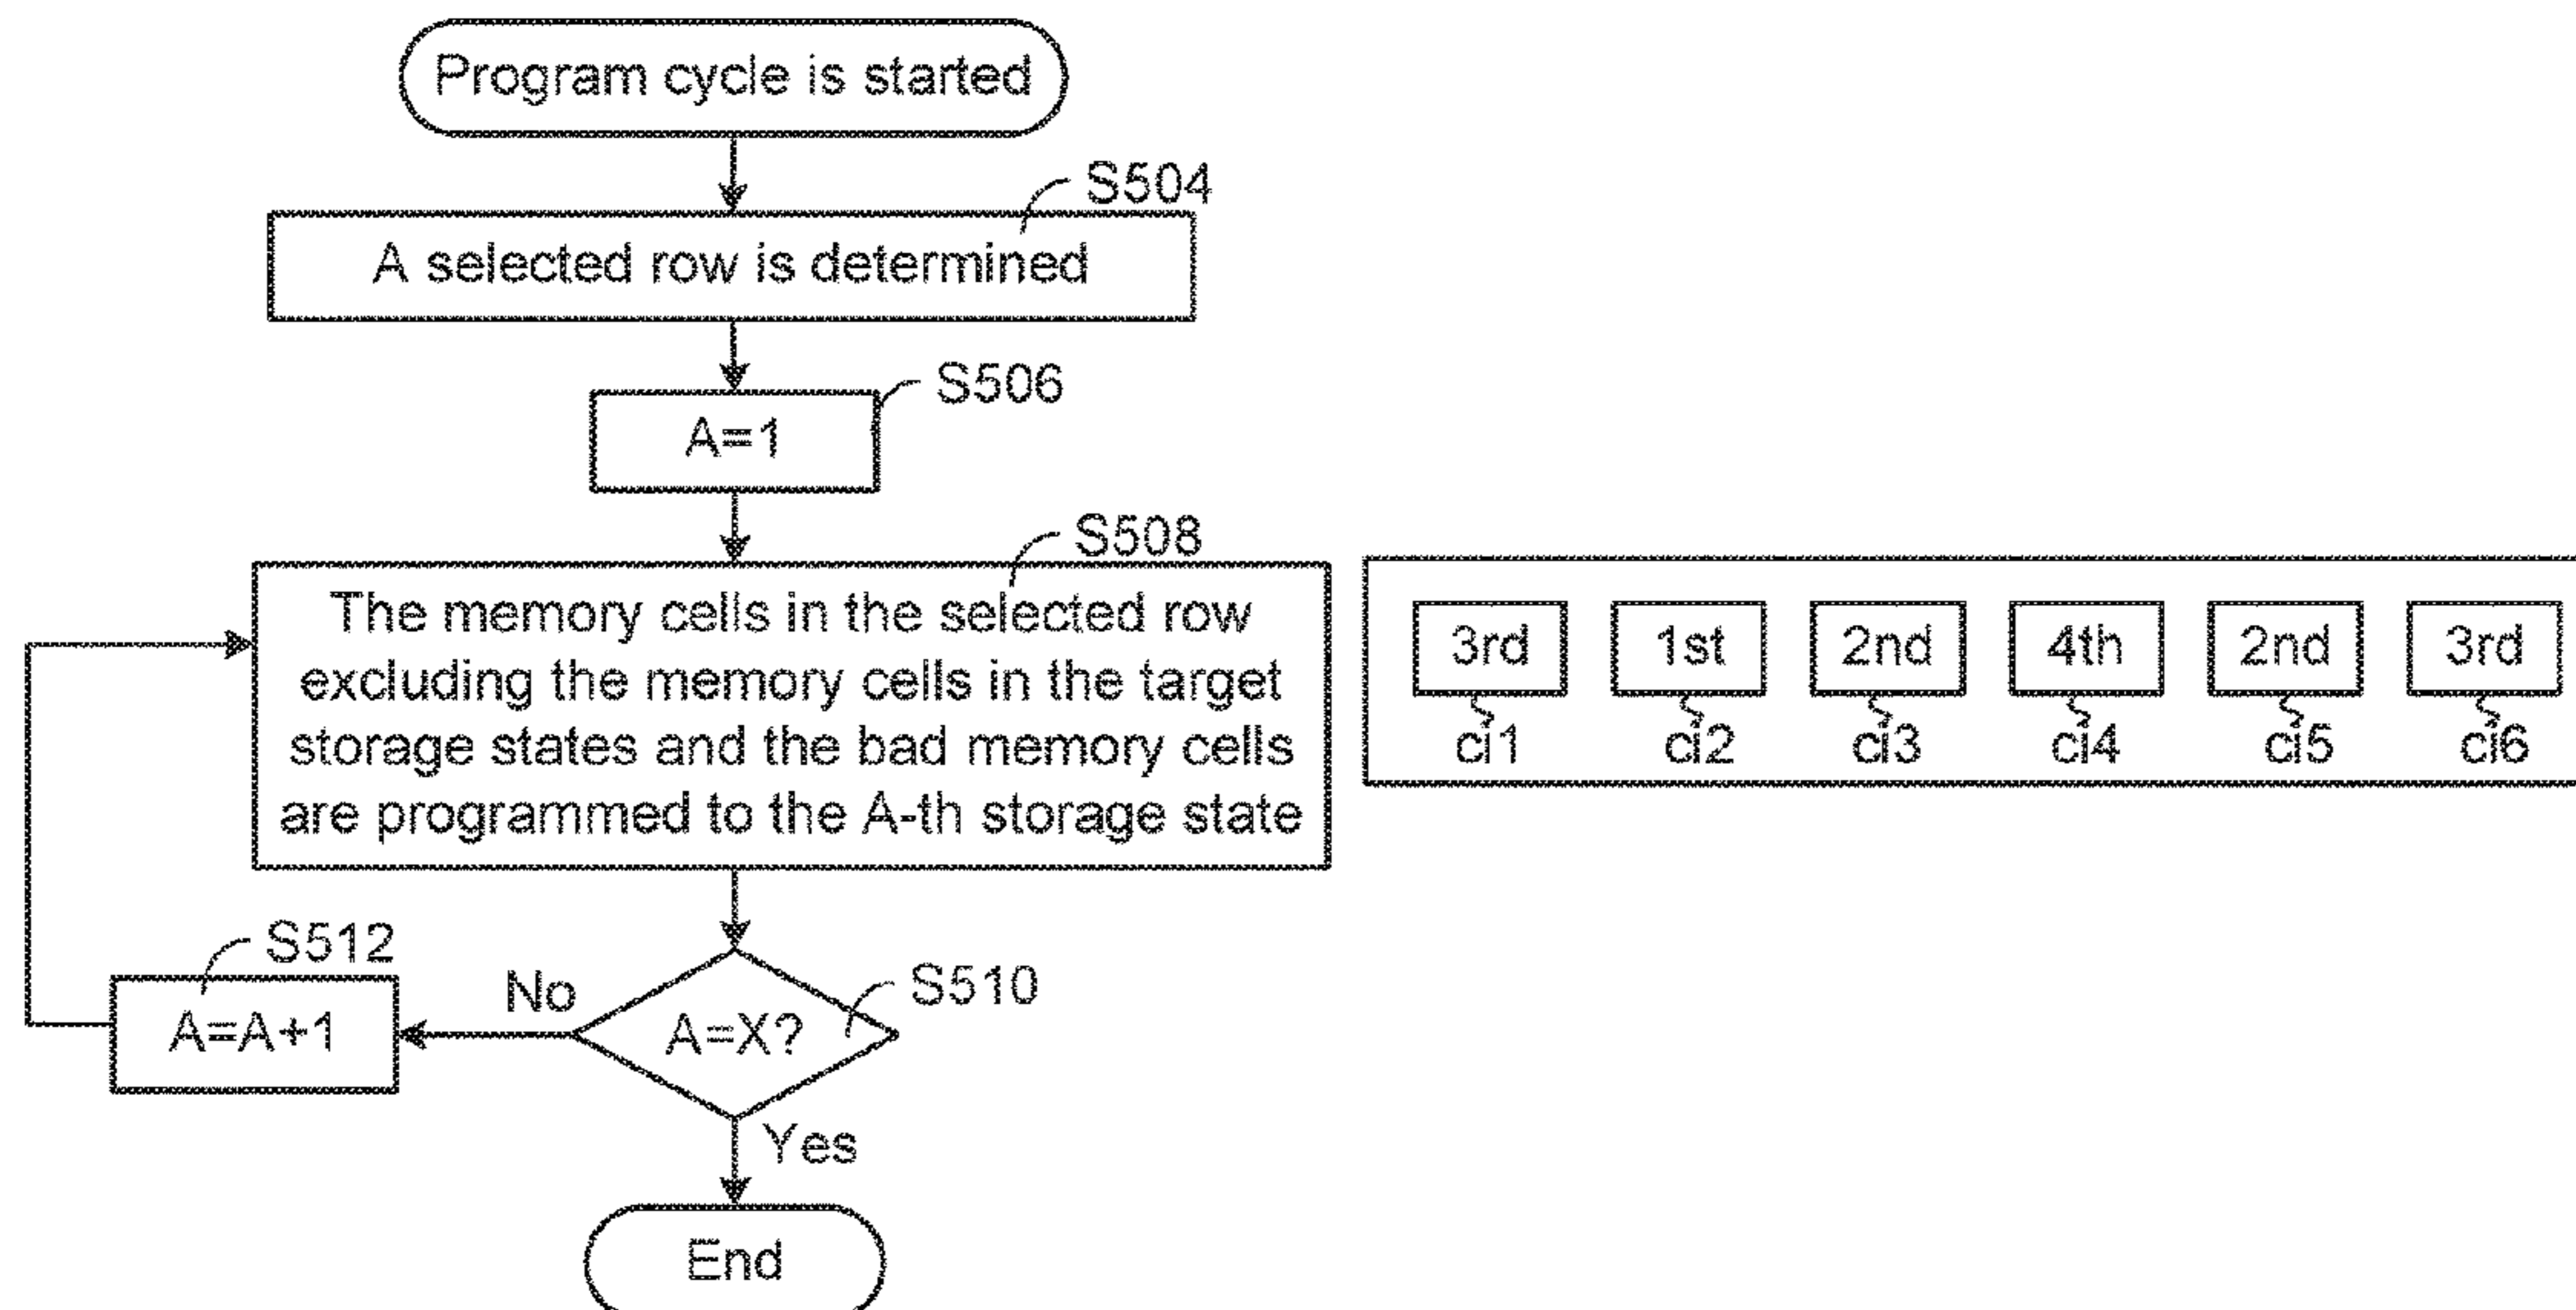 Program cycle is started
S504
A selected row is determined
S506
A=1
S508
The memory cells in the selected row
excluding the memory cells in the target
storage states and the bad memory cells
are programmed to the A-th storage state
3rd 1st 2nd 4th 2nd 3rd
ci1 ci2 ci3 ci4 ci5 ci6
S512
A=A+1
No
S510
A=X?
Yes
End